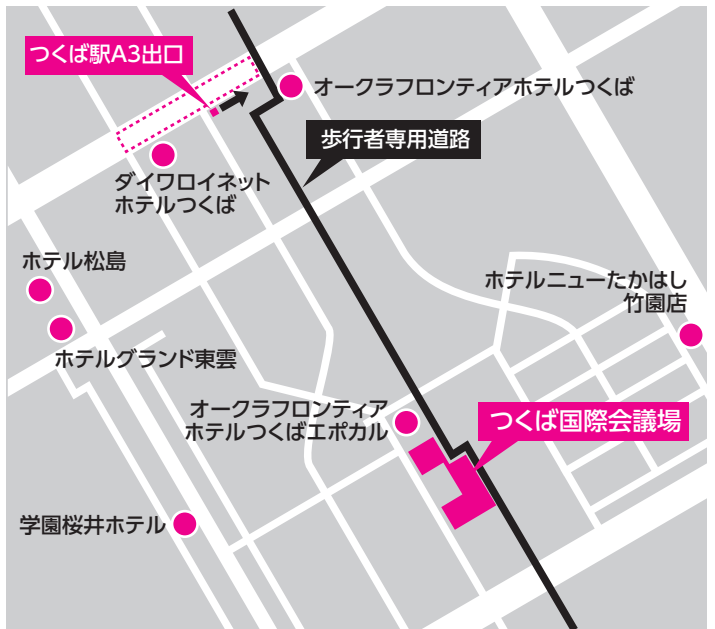 つくば駅A3出口
オークラフロンティアホテルつくば
歩行者専用道路
ダイワロイネット
ホテルつくば
ホテル松島
ホテルニューたかはし
竹園店
ホテルグランド東雲
オークラフロンティア
ホテルつくばエポカル
つくば国際会議場
学園桜井ホテル